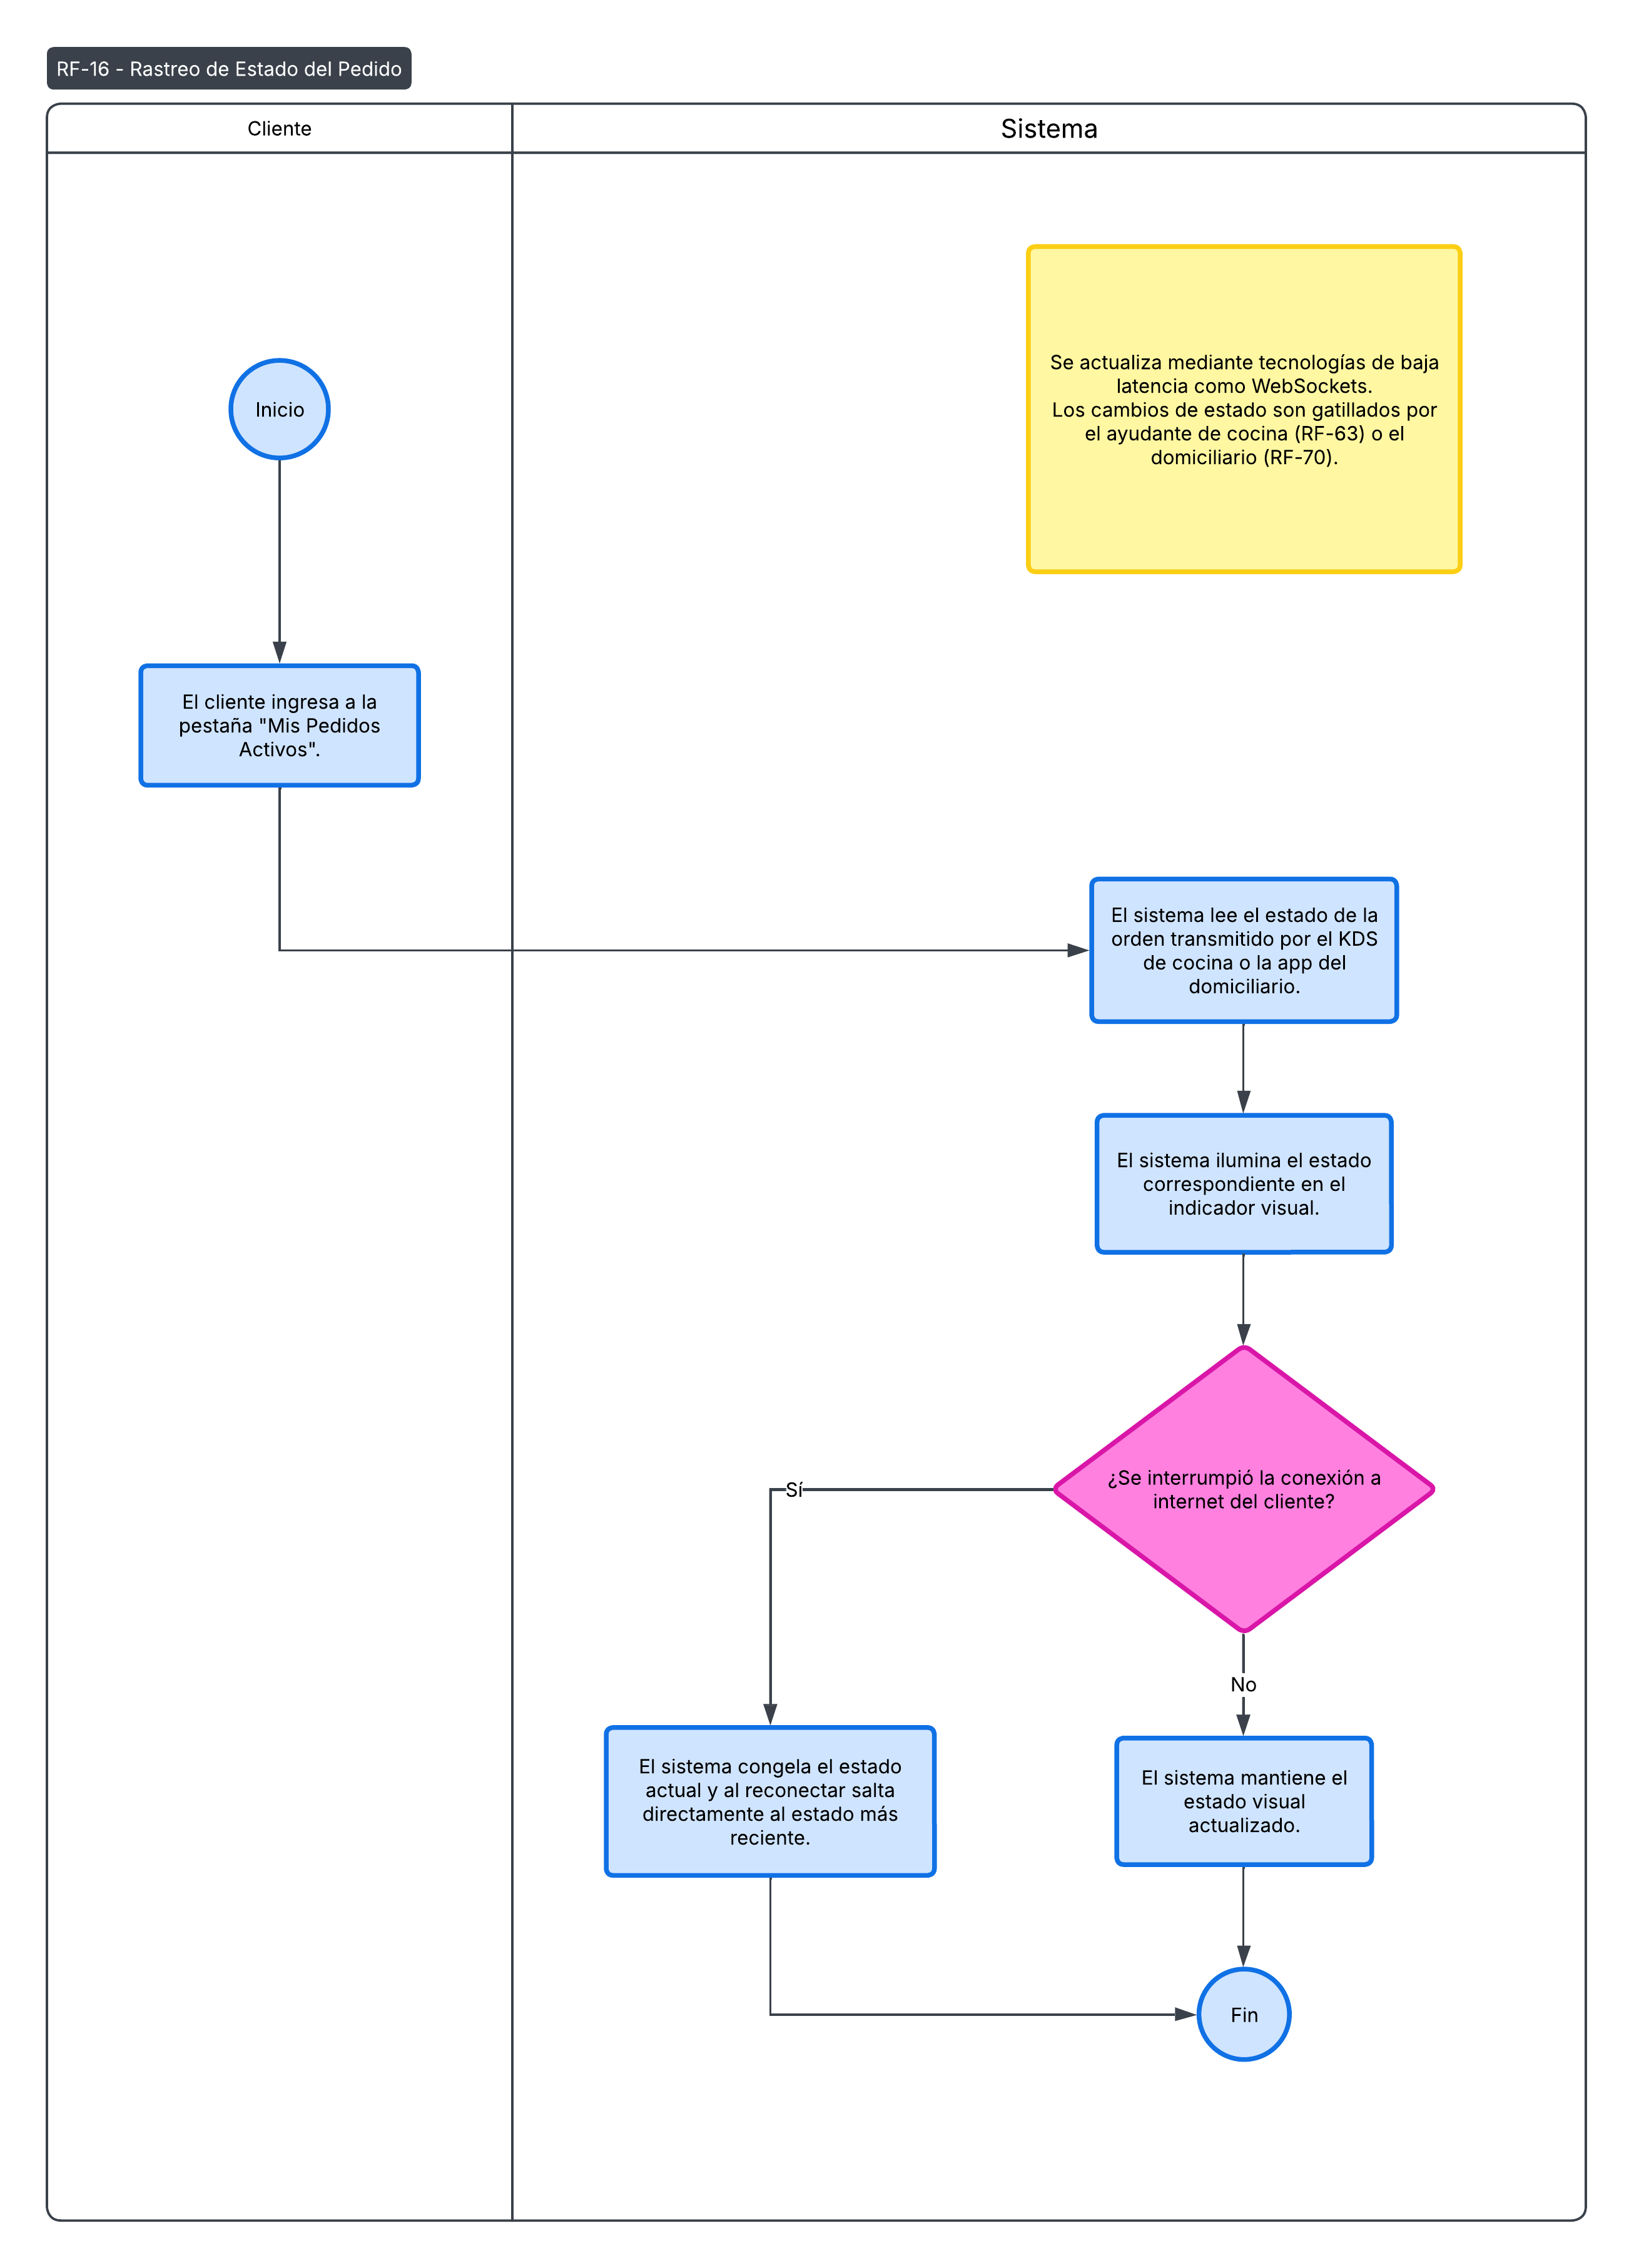 RF-16 - Rastreo de Estado del Pedido
Cliente
Sistema
Se actualiza mediante tecnologías de baja
latencia como WebSockets.
Los cambios de estado son gatillados por
el ayudante de cocina (RF-63) o el
domiciliario (RF-70).
Inicio
El cliente ingresa a la
pestaña "Mis Pedidos
Activos".
El sistema lee el estado de la
orden transmitido por el KDS
de cocina o la app del
domiciliario.
El sistema ilumina el estado
correspondiente en el
indicador visual.
¿Se interrumpió la conexión a
internet del cliente?
Sí
No
El sistema congela el estado
actual y al reconectar salta
directamente al estado más
reciente.
El sistema mantiene el
estado visual
actualizado.
Fin